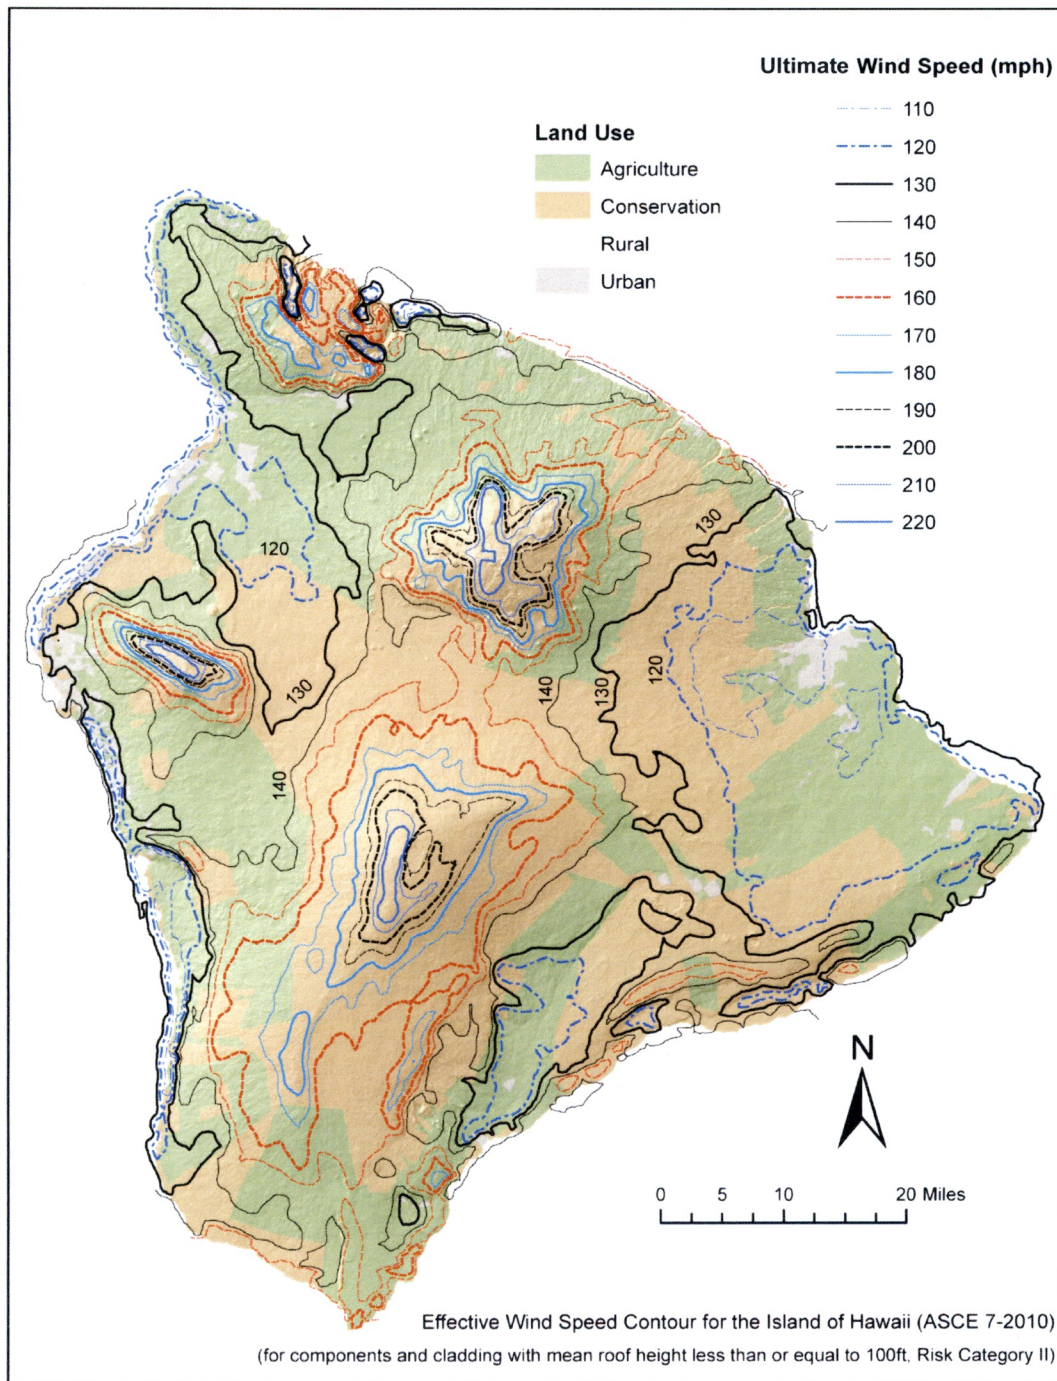 Ultimate Wind Speed (mph)
110
120
130
140
150
160
170
180
190
200
210
220
Land Use
Agriculture
Conservation
Rural
Urban
120
130
130
120
140
130
140
N
0 5 10 20 Miles
Effective Wind Speed Contour for the Island of Hawaii (ASCE 7-2010)
(for components and cladding with mean roof height less than or equal to 100ft, Risk Category II)